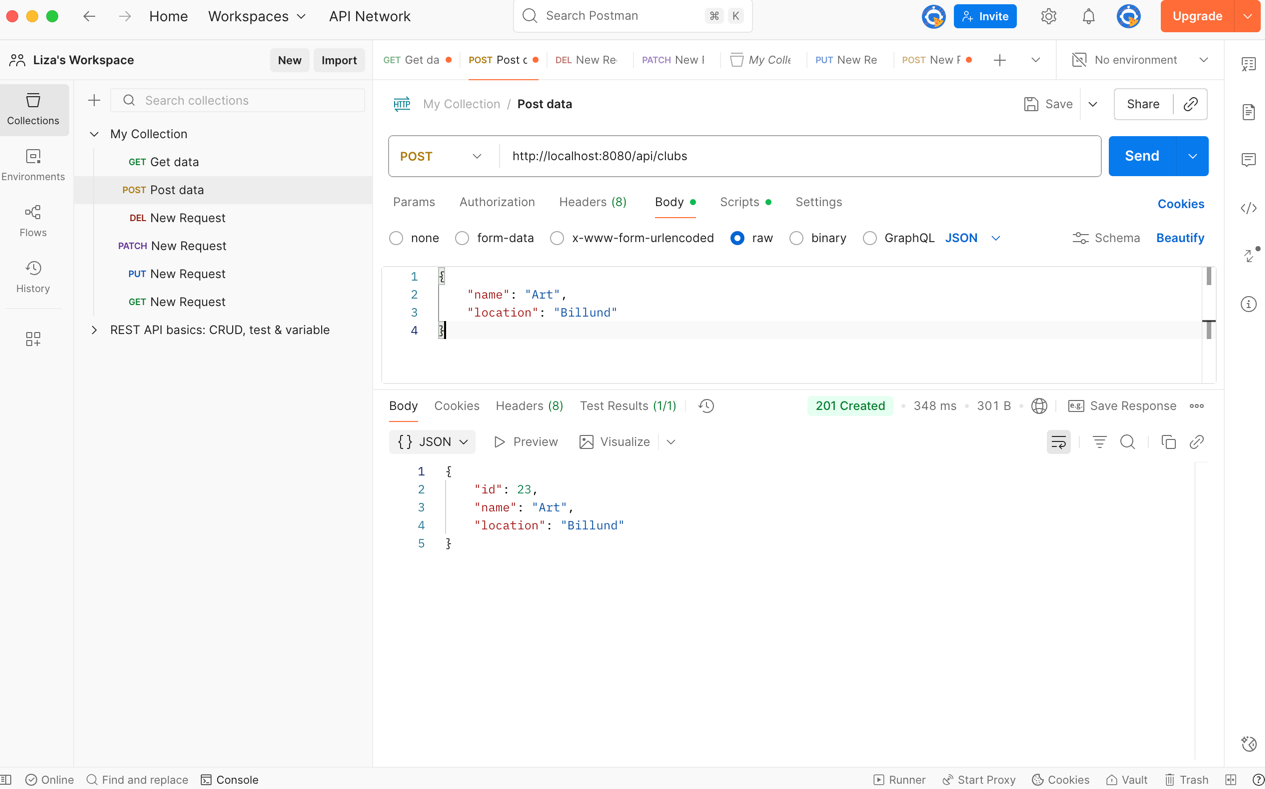 Home Workspaces API Network Search Postman ⌘ K Invite Upgrade
Liza's Workspace New Import
GET Get da POST Post c DEL New Re PATCH New I My Colle PUT New Re POST New F No environment
Collections
Environments
Flows
History
Search collections
My Collection
GET Get data
POST Post data
DEL New Request
PATCH New Request
PUT New Request
GET New Request
REST API basics: CRUD, test & variable
HTTP My Collection / Post data Save Share
POST http://localhost:8080/api/clubs Send
Params Authorization Headers (8) Body Scripts Settings Cookies
none form-data x-www-form-urlencoded raw binary GraphQL JSON Schema Beautify
1 {
2 "name": "Art",
3 "location": "Billund"
4 }
Body Cookies Headers (8) Test Results (1/1) 201 Created • 348 ms • 301 B e.g. Save Response
{} JSON Preview Visualize
1 {
2 "id": 23,
3 "name": "Art",
4 "location": "Billund"
5 }
Online Find and replace Console Runner Start Proxy Cookies Vault Trash